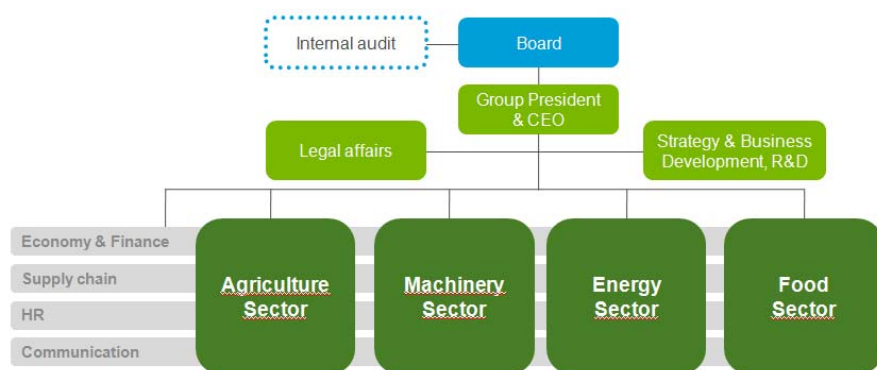 Internal audit
Board
Group President
& CEO
Legal affairs
Strategy & Business
Development, R&D
Economy & Finance
Supply chain
HR
Communication
Agriculture
Sector
Machinery
Sector
Energy
Sector
Food
Sector